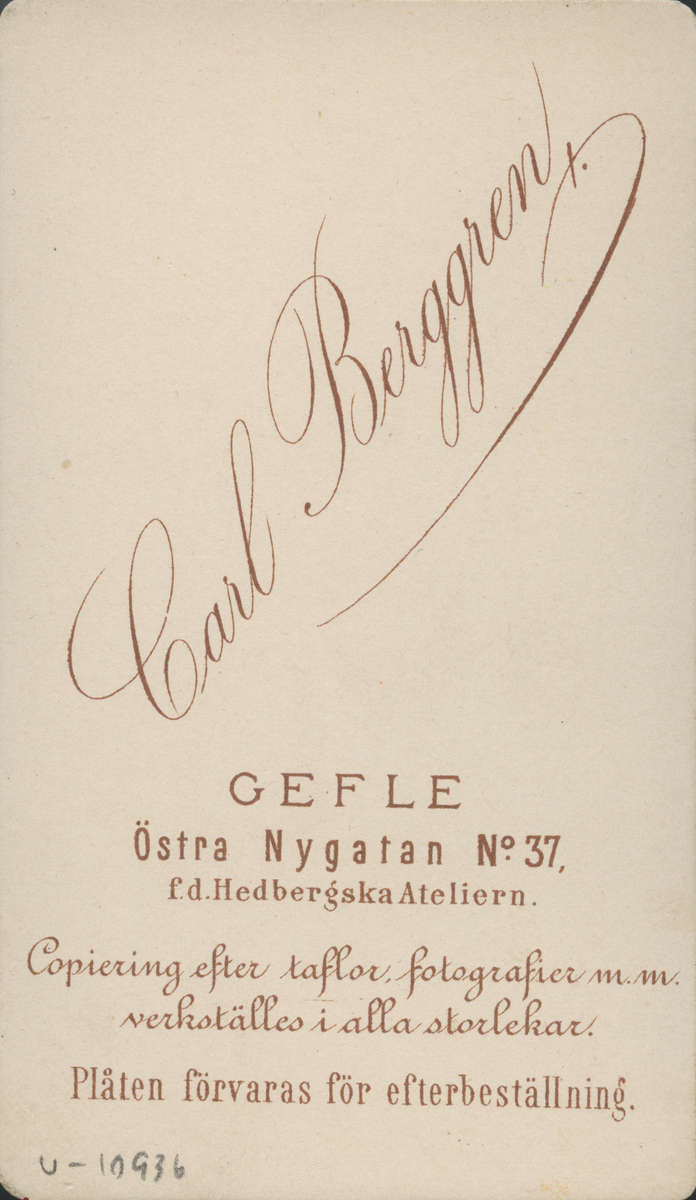 Carl Berggren.
GEFLE
Östra Nygatan No. 37,
f.d. Hedbergska Ateliern.
Copiering efter taflor, fotografier m.m.
verkställes i alla storlekar.
Plåten förvaras för efterbeställning.
U-10936